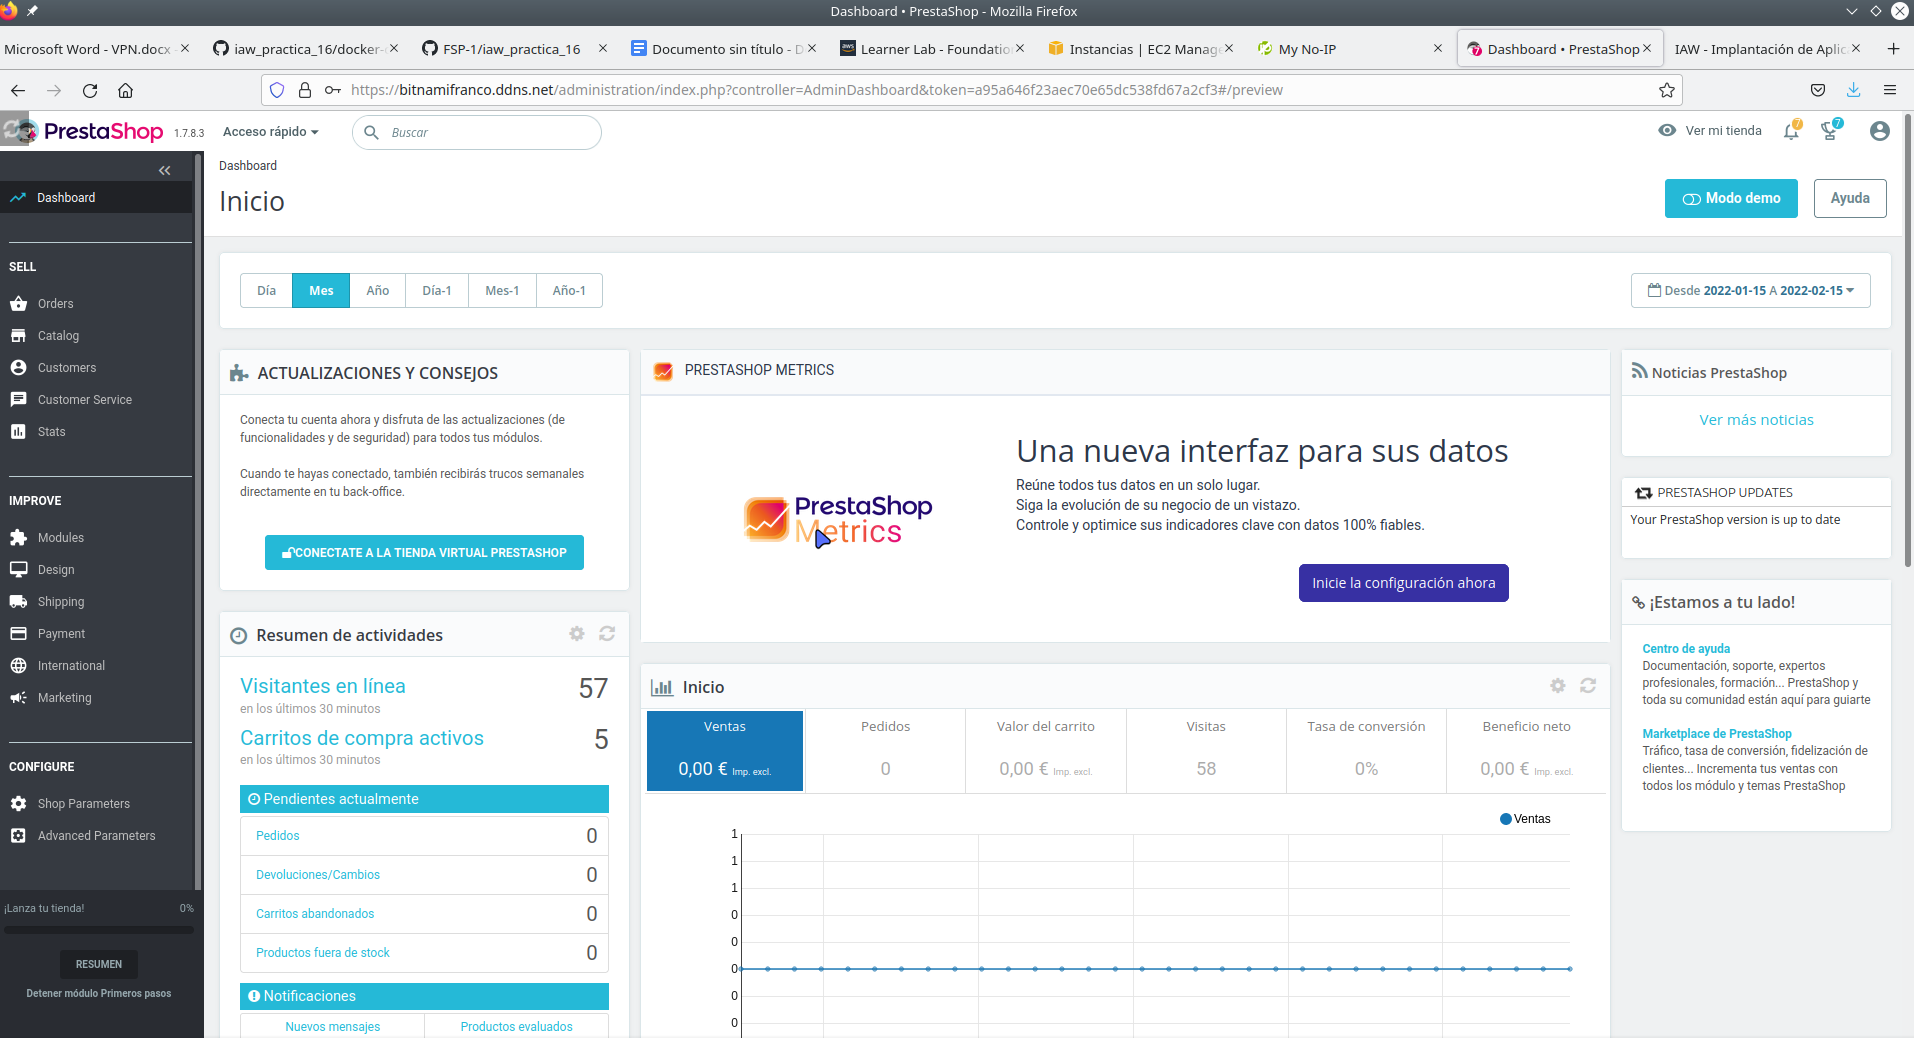 Dashboard • PrestaShop - Mozilla Firefox
Microsoft Word - VPN.docx
iaw_practica_16/docker-
FSP-1/iaw_practica_16
Documento sin título - D
Learner Lab - Foundatio
Instancias | EC2 Manage
My No-IP
Dashboard • PrestaShop
IAW - Implantación de Aplic
https://bitnamifranco.ddns.net/administration/index.php?controller=AdminDashboard&token=a95a646f23aec70e65dc538fd67a2cf3#/preview
PrestaShop 1.7.8.3
Acceso rápido
Buscar
Ver mi tienda
7
7
Dashboard
Inicio
Modo demo
Ayuda
Dashboard
SELL
Orders
Catalog
Customers
Customer Service
Stats
IMPROVE
Modules
Design
Shipping
Payment
International
Marketing
CONFIGURE
Shop Parameters
Advanced Parameters
¡Lanza tu tienda! 0%
RESUMEN
Detener módulo Primeros pasos
Día
Mes
Año
Día-1
Mes-1
Año-1
Desde 2022-01-15 A 2022-02-15
ACTUALIZACIONES Y CONSEJOS
Conecta tu cuenta ahora y disfruta de las actualizaciones (de
funcionalidades y de seguridad) para todos tus módulos.
Cuando te hayas conectado, también recibirás trucos semanales
directamente en tu back-office.
CONECTATE A LA TIENDA VIRTUAL PRESTASHOP
Resumen de actividades
Visitantes en línea 57
en los últimos 30 minutos
Carritos de compra activos 5
en los últimos 30 minutos
Pendientes actualmente
Pedidos 0
Devoluciones/Cambios 0
Carritos abandonados 0
Productos fuera de stock 0
Notificaciones
Nuevos mensajes
Productos evaluados
PRESTASHOP METRICS
PrestaShop
Metrics
Una nueva interfaz para sus datos
Reúne todos tus datos en un solo lugar.
Siga la evolución de su negocio de un vistazo.
Controle y optimice sus indicadores clave con datos 100% fiables.
Inicie la configuración ahora
Inicio
Ventas
0,00 € Imp. excl.
Pedidos
0
Valor del carrito
0,00 € Imp. excl.
Visitas
58
Tasa de conversión
0%
Beneficio neto
0,00 € Imp. excl.
Ventas
1
1
1
0
0
0
0
0
Noticias PrestaShop
Ver más noticias
PRESTASHOP UPDATES
Your PrestaShop version is up to date
¡Estamos a tu lado!
Centro de ayuda
Documentación, soporte, expertos
profesionales, formación... PrestaShop y
toda su comunidad están aquí para guiarte
Marketplace de PrestaShop
Tráfico, tasa de conversión, fidelización de
clientes... Incrementa tus ventas con
todos los módulo y temas PrestaShop